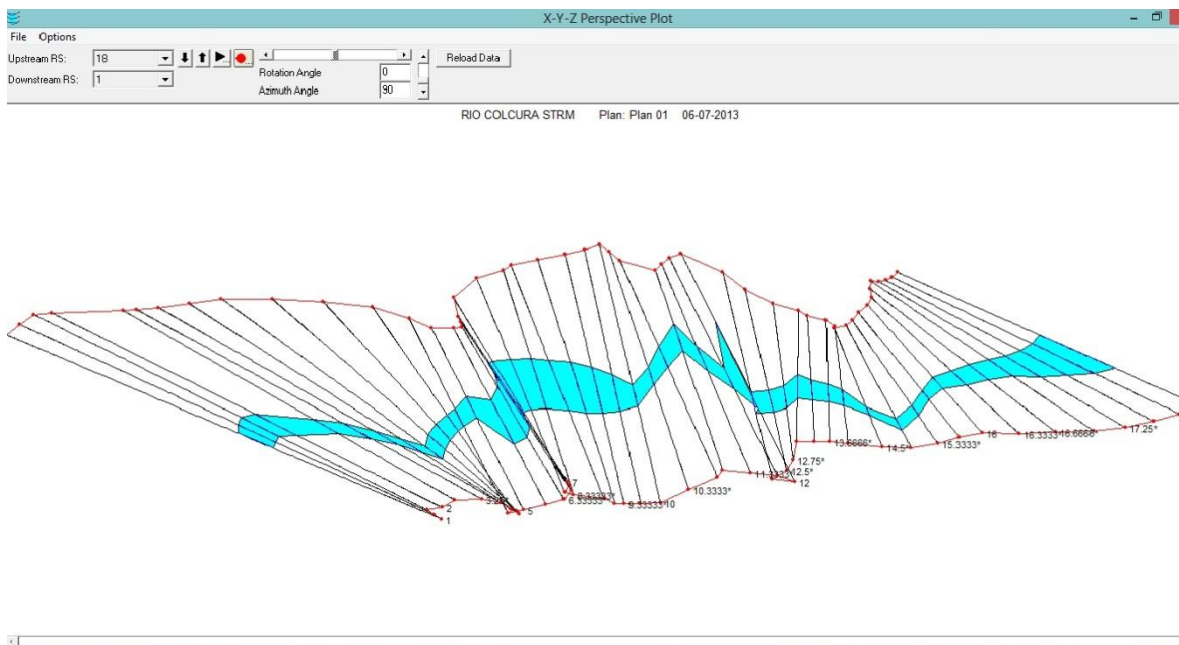 X-Y-Z Perspective Plot
File Options
Upstream RS: 18
Downstream RS: 1
Rotation Angle 0
Azimuth Angle 90
Reload Data
RIO COLCURA STRM Plan: Plan 01 06-07-2013
1
2
5
7
6.33333
9.33333
10
10.3333*
12
12.5*
12.75*
13.6666*
14.5*
15.3333*
16
16.3333
16.6666*
17.25*